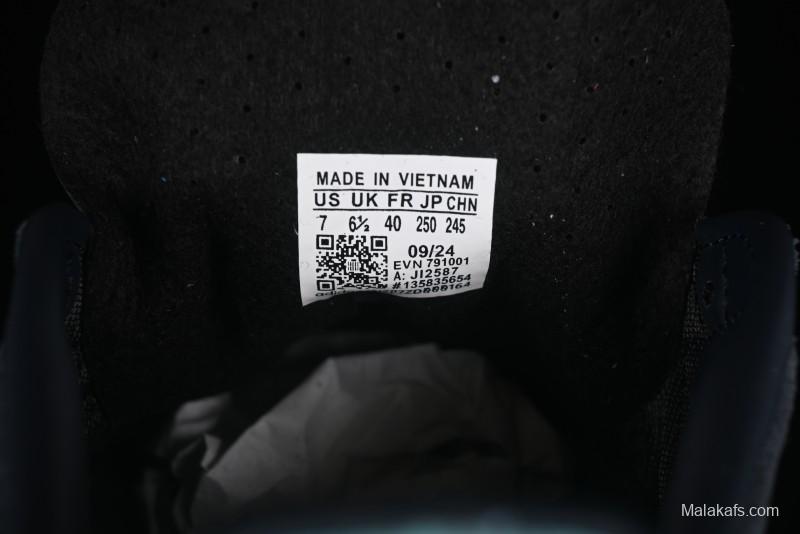 MADE IN VIETNAM
US UK FR JP CHN
7 6½ 40 250 245
09/24
EVN 791001
A: JI2587
#135835654
Malakafs.com